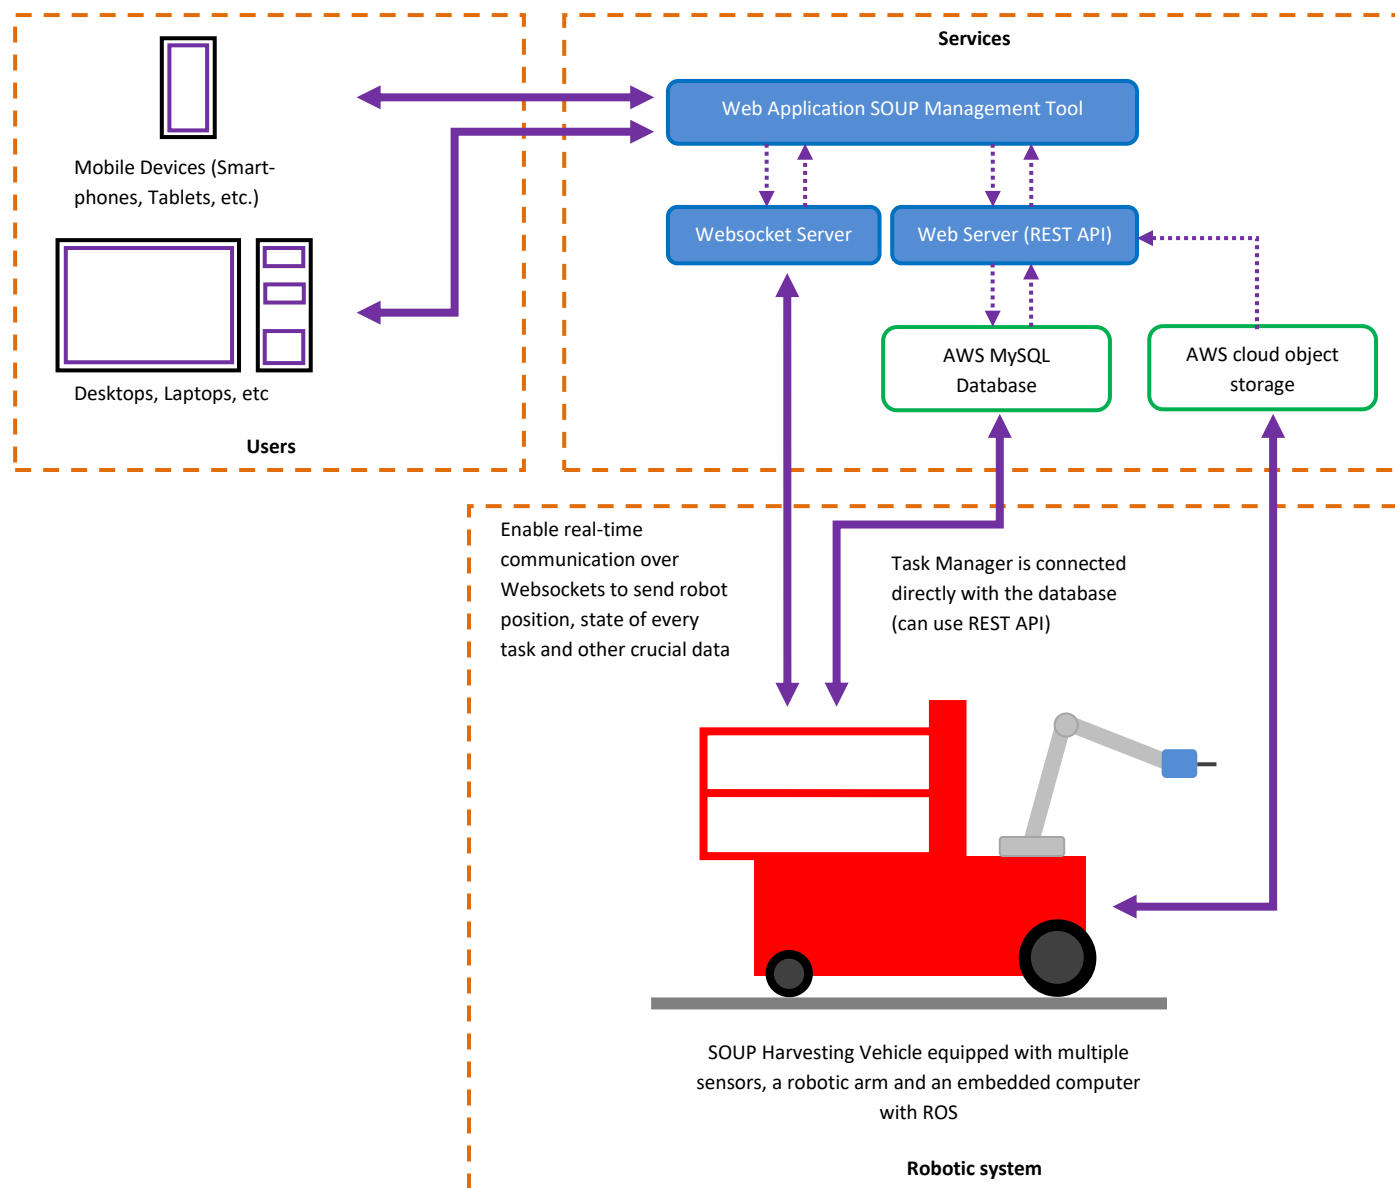 Mobile Devices (Smart-
phones, Tablets, etc.)
Desktops, Laptops, etc
Users
Services
Web Application SOUP Management Tool
Websocket Server
Web Server (REST API)
AWS MySQL
Database
AWS cloud object
storage
Enable real-time
communication over
Websockets to send robot
position, state of every
task and other crucial data
Task Manager is connected
directly with the database
(can use REST API)
SOUP Harvesting Vehicle equipped with multiple
sensors, a robotic arm and an embedded computer
with ROS
Robotic system